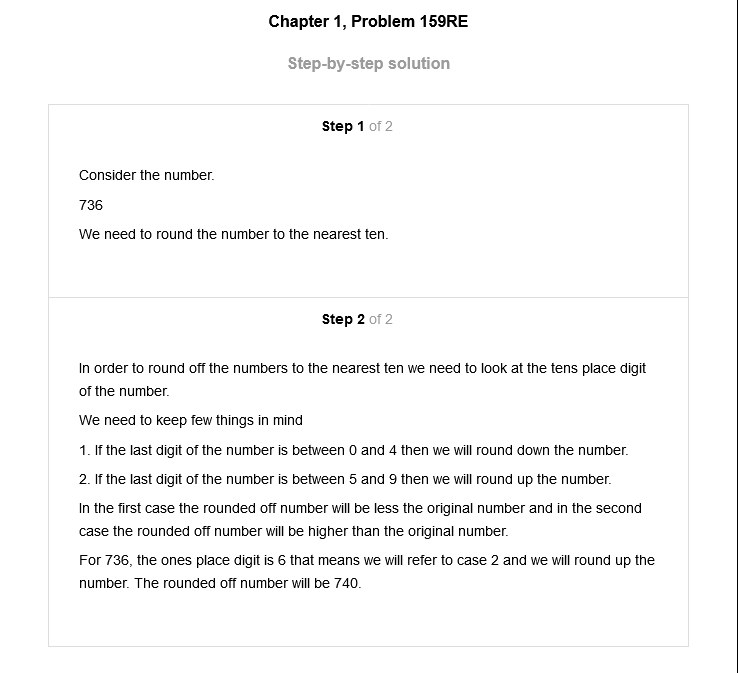 Chapter 1, Problem 159RE
Step-by-step solution
Step 1 of 2
Consider the number.
736
We need to round the number to the nearest ten.
Step 2 of 2
In order to round off the numbers to the nearest ten we need to look at the tens place digit
of the number.
We need to keep few things in mind
1. If the last digit of the number is between 0 and 4 then we will round down the number.
2. If the last digit of the number is between 5 and 9 then we will round up the number.
In the first case the rounded off number will be less the original number and in the second
case the rounded off number will be higher than the original number.
For 736, the ones place digit is 6 that means we will refer to case 2 and we will round up the
number. The rounded off number will be 740.